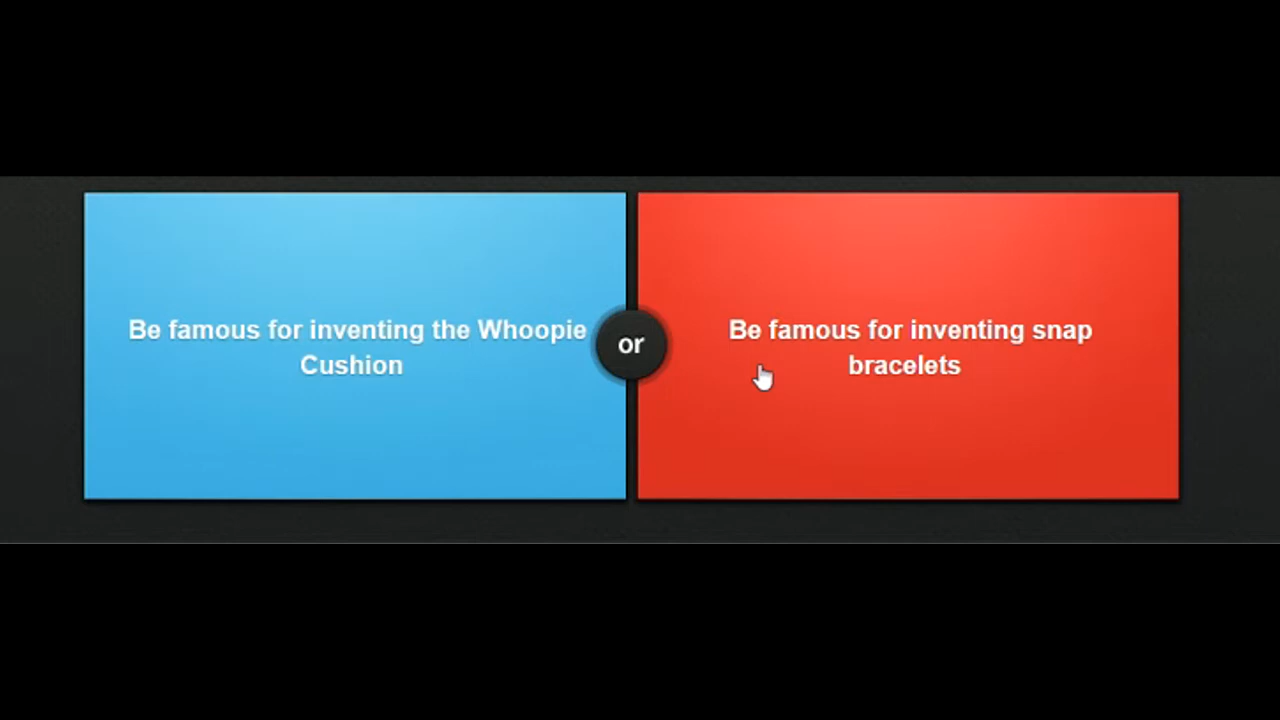 Be famous for inventing the Whoopie
Cushion
or
Be famous for inventing snap
bracelets